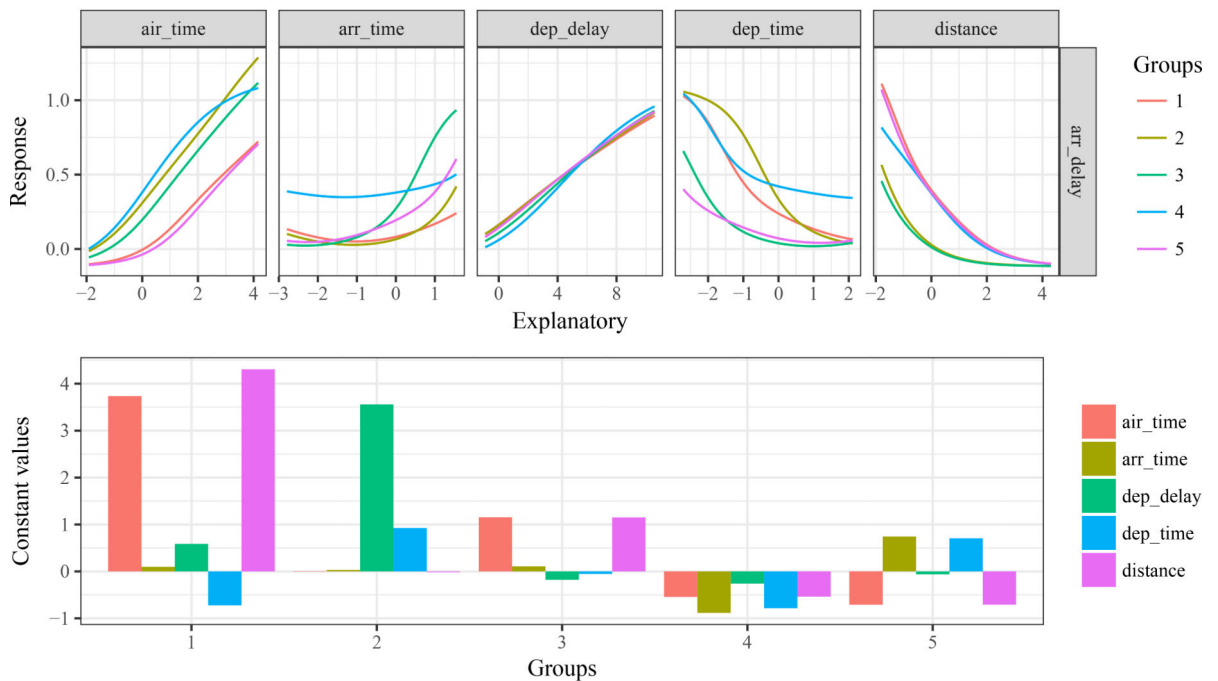 air_time arr_time dep_delay dep_time distance
Groups
1
2
3
4
5
1.0
0.5
0.0
Response
arr_delay
−2 0 2 4 −3 −2 −1 0 1 0 4 8 −2 −1 0 1 2 −2 0 2 4
Explanatory
4
3
2
1
0
−1
Constant values
air_time
arr_time
dep_delay
dep_time
distance
1 2 3 4 5
Groups